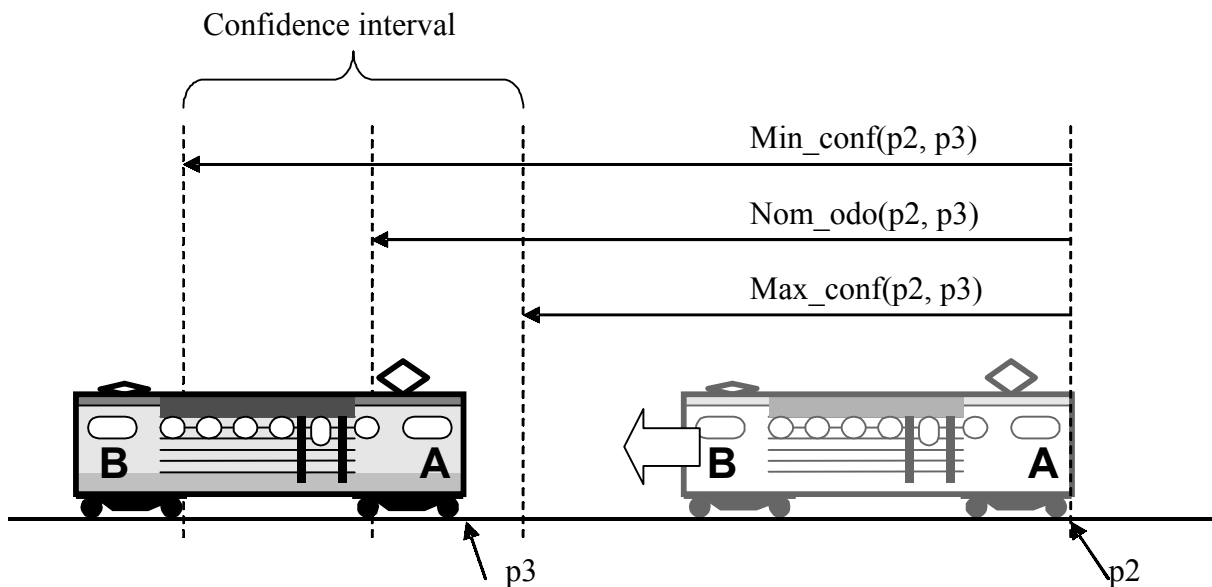 Confidence interval
Min_conf(p2, p3)
Nom_odo(p2, p3)
Max_conf(p2, p3)
B
A
B
A
p3
p2